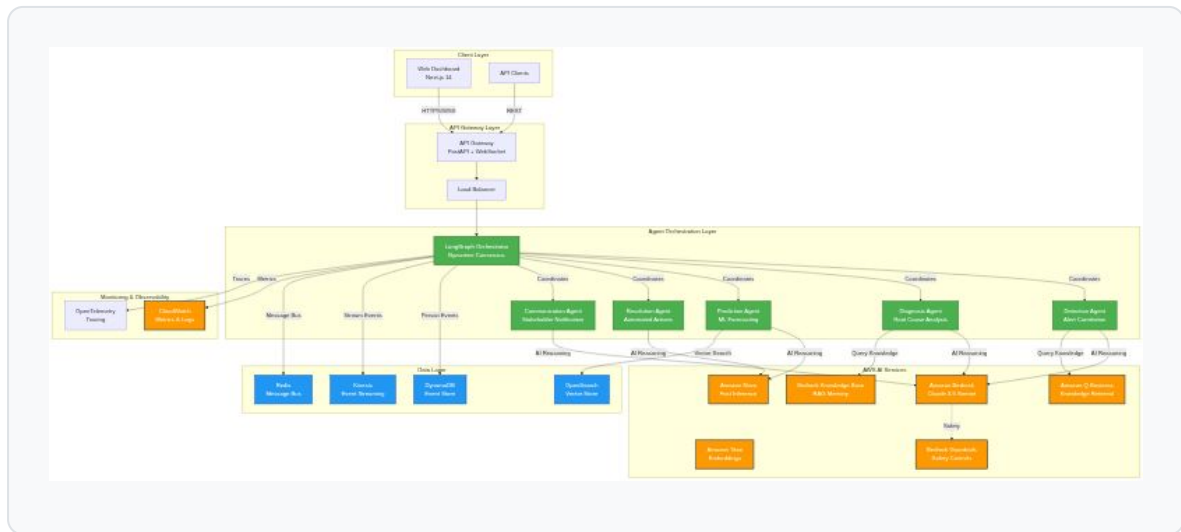 Client Layer
Web Dashboard
Next.js 14
API Clients
REST
API Gateway Layer
API Gateway
FastAPI + WebSocket
Load Balancer
Agent Orchestration Layer
LangGraph Orchestrator
Byzantine Consensus
Traces
Metrics
Coordinates
Coordinates
Coordinates
Coordinates
Coordinates
Monitoring & Observability
OpenTelemetry
Tracing
CloudWatch
Metrics & Logs
Message Bus
Stream Events
Persist Events
Communication Agent
Stakeholder Notification
Resolution Agent
Automated Actions
Prediction Agent
ML Forecasting
Diagnosis Agent
Root Cause Analysis
Detection Agent
Alert Correlation
AI Reasoning
AI Reasoning
Vector Search
AI Reasoning
Query Knowledge
AI Reasoning
Query Knowledge
AI Reasoning
Data Layer
AWS AI Services
Redis
Message Bus
Kinesis
Event Streaming
DynamoDB
Event Store
OpenSearch
Vector Store
Amazon Nova
Fast Inference
Bedrock Knowledge Base
RAG Memory
Amazon Bedrock
Claude 3.5 Sonnet
Amazon Q Business
Knowledge Retrieval
Safety
Amazon Titan
Embeddings
Bedrock Guardrails
Safety Controls